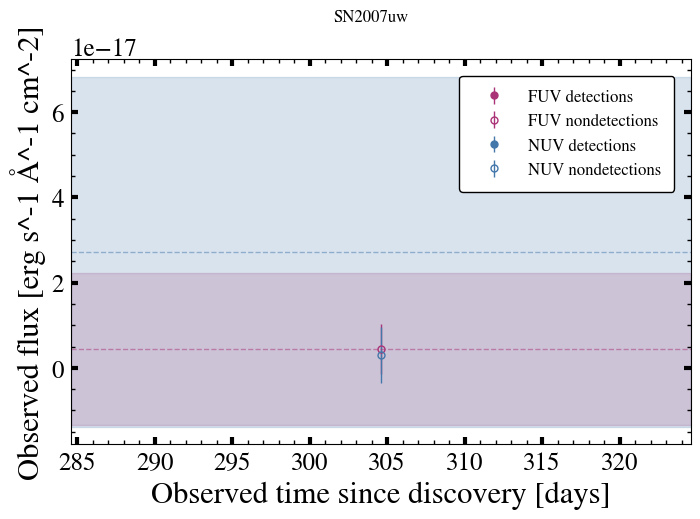 SN2007uw
1e−17
Observed flux [erg s^-1 Å^-1 cm^-2]
6
4
2
0
FUV detections
FUV nondetections
NUV detections
NUV nondetections
285 290 295 300 305 310 315 320
Observed time since discovery [days]